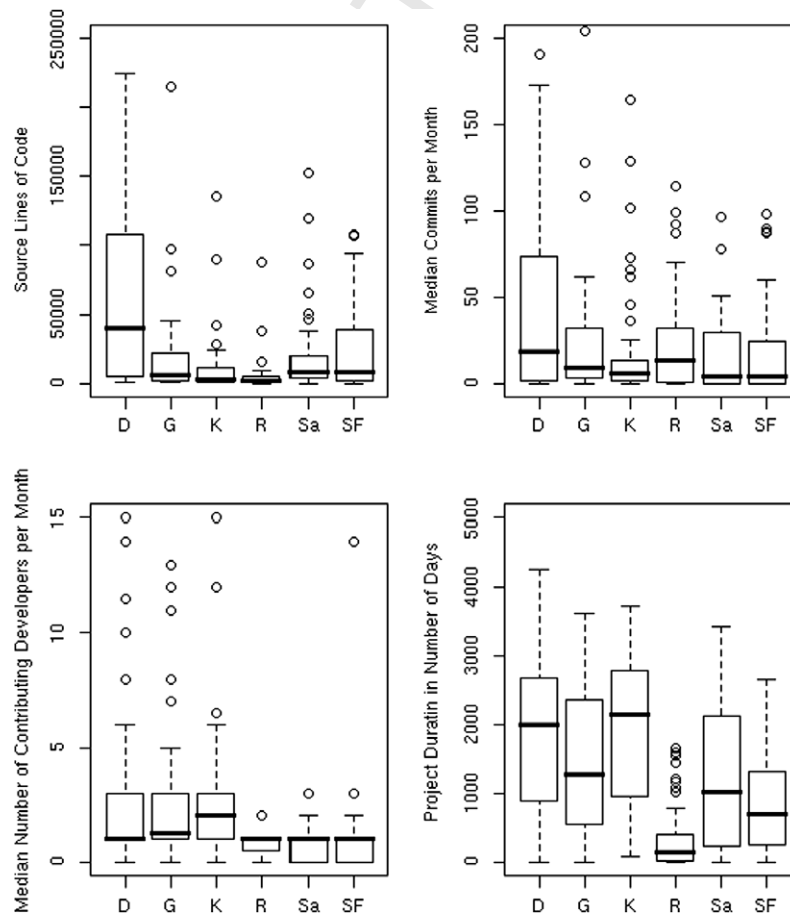 Source Lines of Code
250000
150000
50000
0
D G K R Sa SF
Median Commits per Month
200
150
100
50
0
D G K R Sa SF
Median Number of Contributing Developers per Month
15
10
5
0
D G K R Sa SF
Project Duratin in Number of Days
5000
4000
3000
2000
1000
0
D G K R Sa SF